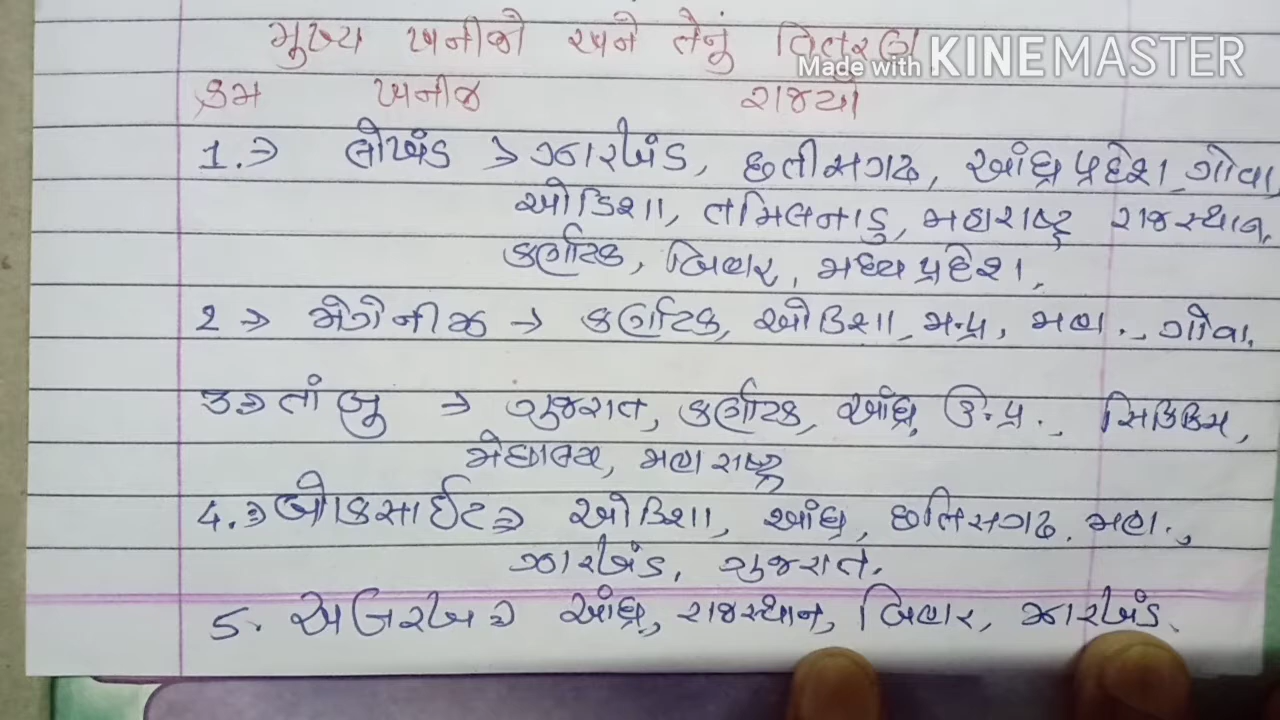 મુખ્ય ખનીજો અને તેનું વિતરણ
Made with KINEMASTER
ક્રમ ખનીજ રાજ્યો
1.→ લોખંડ → ઝારખંડ, છત્તીસગઢ, આંધ્ર પ્રદેશ, ગોવા,
ઓડિશા, તમિલનાડુ, મહારાષ્ટ્ર રાજસ્થાન,
કર્ણાટક, બિહાર, મધ્ય પ્રદેશ,
2 → મેંગેનીઝ → કર્ણાટક, ઓડિશા, મ.પ્ર, મહા., ગોવા.
3→ તાંબુ → ગુજરાત, કર્ણાટક, આંધ્ર, ઉ.પ્ર., સિક્કિમ,
મેઘાલય, મહારાષ્ટ્ર
4.→ બોકસાઈટ → ઓડિશા, આંધ્ર, છતિસગઢ, મહા.,
ઝારખંડ, ગુજરાત.
5. અબરખ → આંધ્ર, રાજસ્થાન, બિહાર, ઝારખંડ.